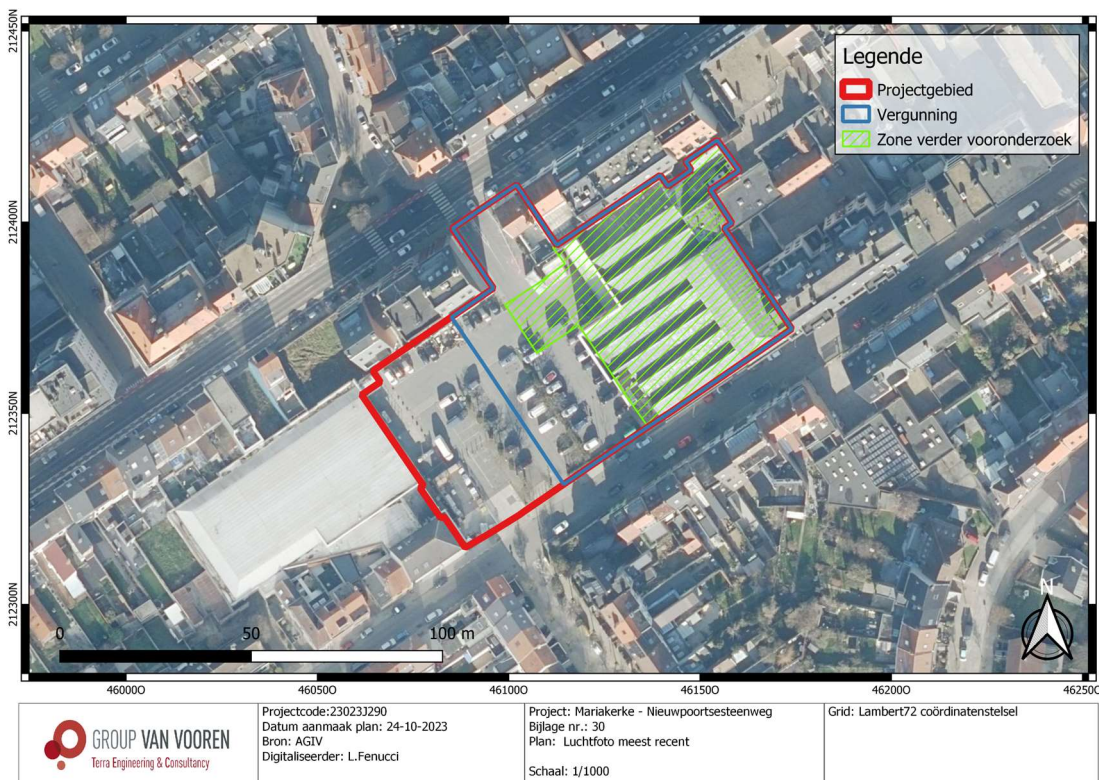 Legende
Projectgebied
Vergunning
Zone verder vooronderzoek
212450N
212400N
212350N
212300N
0 50 100 m
N
460000 460500 461000 461500 462000 462500
GROUP VAN VOOREN
Terra Engineering & Consultancy
Projectcode:23023J290
Datum aanmaak plan: 24-10-2023
Bron: AGIV
Digitaliseerder: L.Fenucci
Project: Mariakerke - Nieuwpoortsesteenweg
Bijlage nr.: 30
Plan: Luchtfoto meest recent
Schaal: 1/1000
Grid: Lambert72 coördinatenstelsel